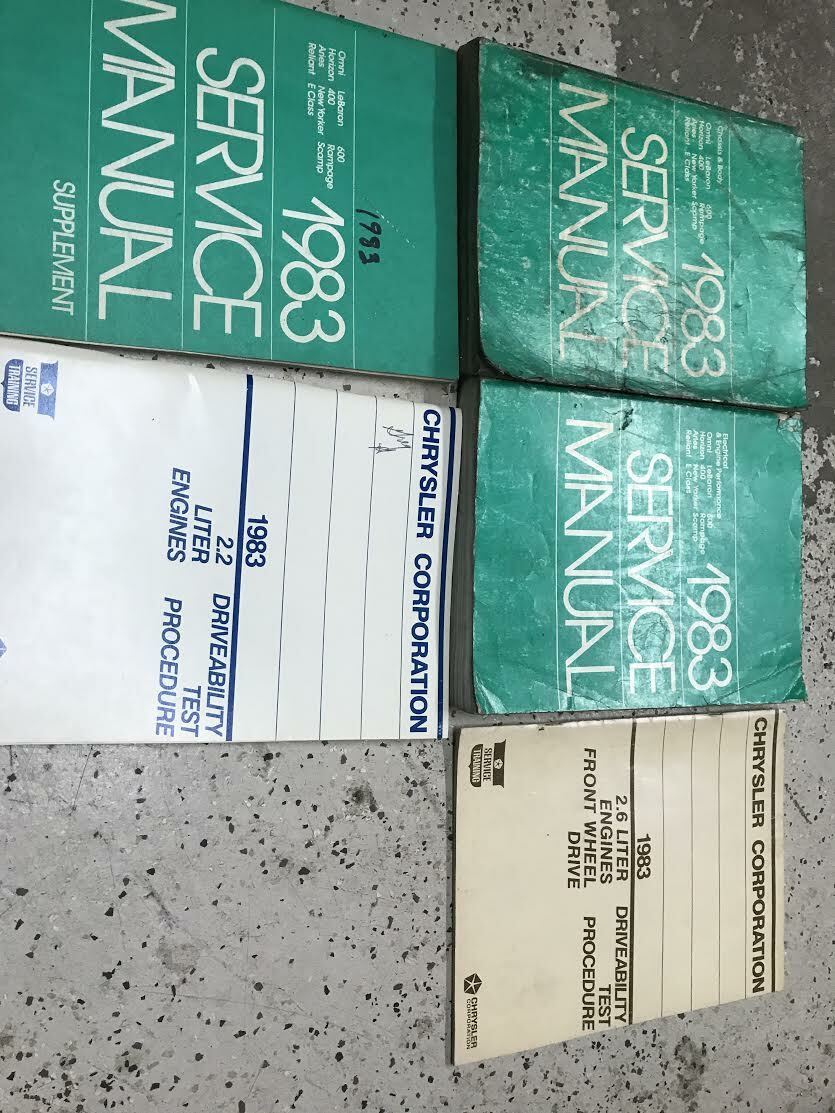 Omni LeBaron 600
Horizon 400 Rampage
Aries New Yorker Scamp
Reliant E Class
1983
1983
SERVICE
MANUAL
SUPPLEMENT
Chassis & Body
Omni LeBaron 600
Horizon 400 Rampage
Aries New Yorker Scamp
Reliant E Class
1983
SERVICE
MANUAL
Electrical
& Engine Performance
Omni LeBaron 600
Horizon 400 Rampage
Aries New Yorker Scamp
Reliant E Class
1983
SERVICE
MANUAL
CHRYSLER CORPORATION
1983
2.2 DRIVEABILITY
LITER TEST
ENGINES PROCEDURE
SERVICE
TRAINING
CHRYSLER CORPORATION
1983
2.6 LITER DRIVEABILITY
ENGINES TEST
FRONT WHEEL PROCEDURE
DRIVE
SERVICE
TRAINING
CHRYSLER
CORPORATION